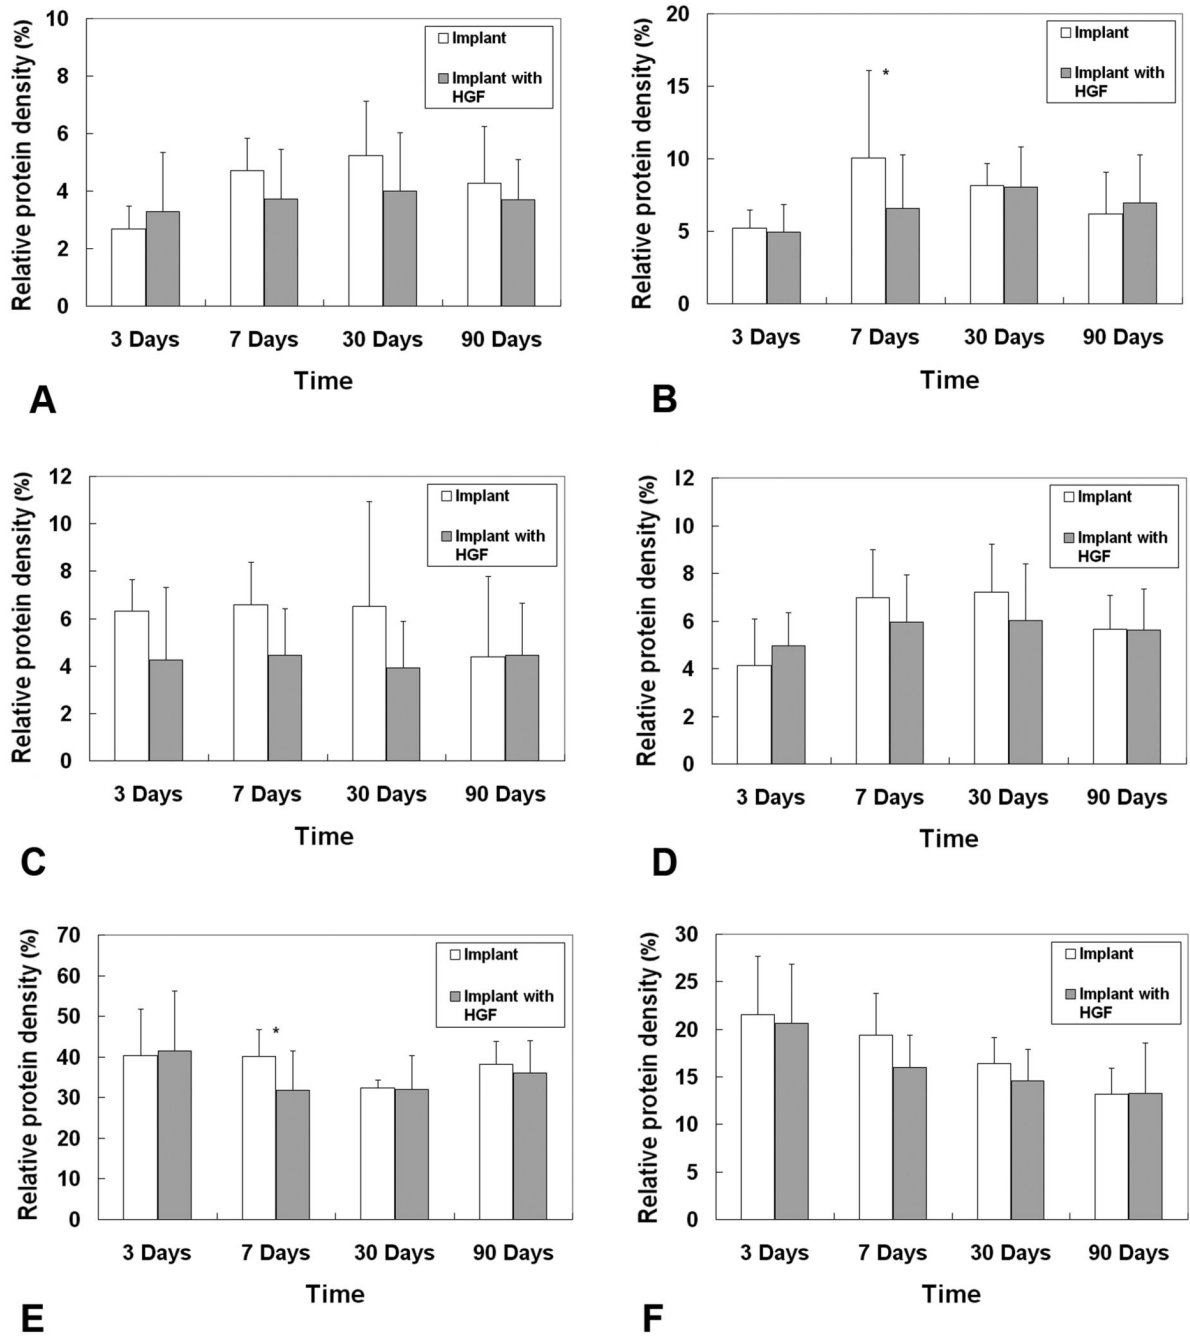 Relative protein density (%)
10
8
6
4
2
0
Implant
Implant with
HGF
3 Days 7 Days 30 Days 90 Days
Time
A
Relative protein density (%)
20
15
10
5
0
*
Implant
Implant with
HGF
3 Days 7 Days 30 Days 90 Days
Time
B
Relative protein density (%)
12
10
8
6
4
2
0
Implant
Implant with
HGF
3 Days 7 Days 30 Days 90 Days
Time
C
Relative protein density (%)
12
10
8
6
4
2
0
Implant
Implant with
HGF
3 Days 7 Days 30 Days 90 Days
Time
D
Relative protein density (%)
70
60
50
40
30
20
10
0
*
Implant
Implant with
HGF
3 Days 7 Days 30 Days 90 Days
Time
E
Relative protein density (%)
30
25
20
15
10
5
0
Implant
Implant with
HGF
3 Days 7 Days 30 Days 90 Days
Time
F